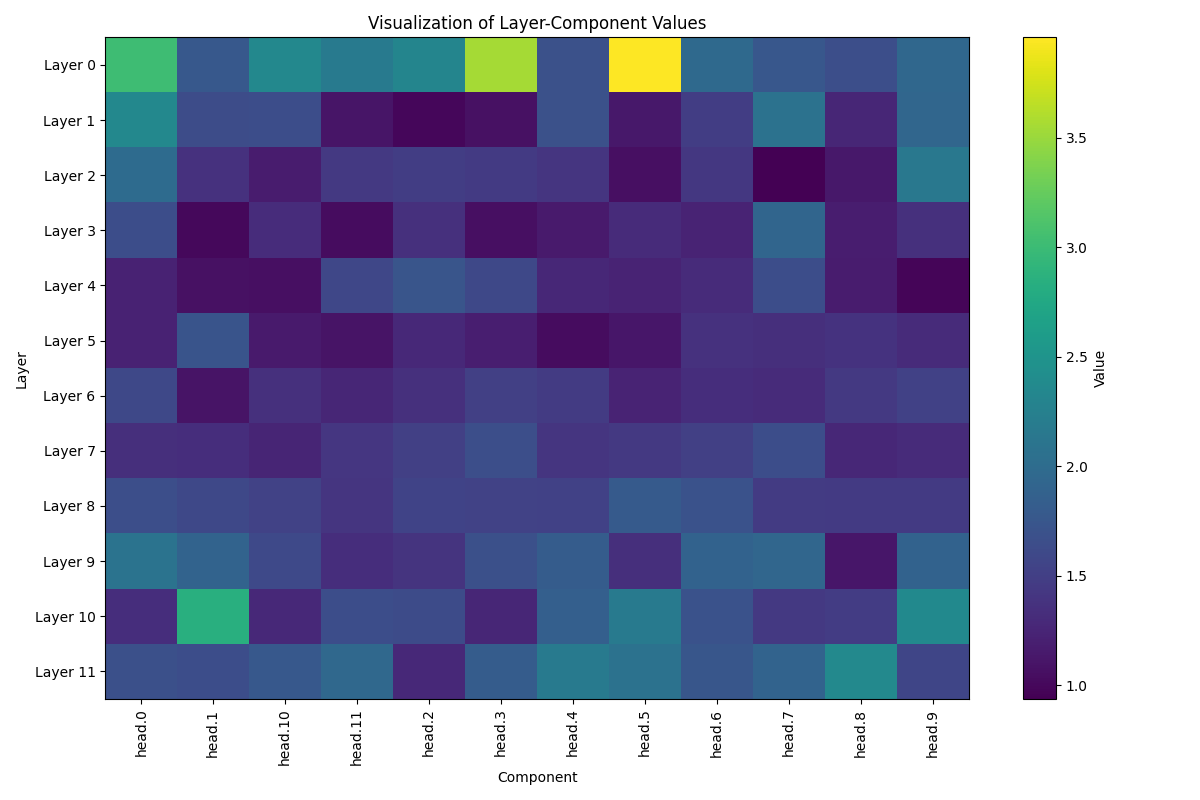 Visualization of Layer-Component Values
Layer 0
Layer 1
Layer 2
Layer 3
Layer 4
Layer 5
Layer 6
Layer 7
Layer 8
Layer 9
Layer 10
Layer 11
Layer
head.0
head.1
head.10
head.11
head.2
head.3
head.4
head.5
head.6
head.7
head.8
head.9
Component
3.5
3.0
2.5
2.0
1.5
1.0
Value